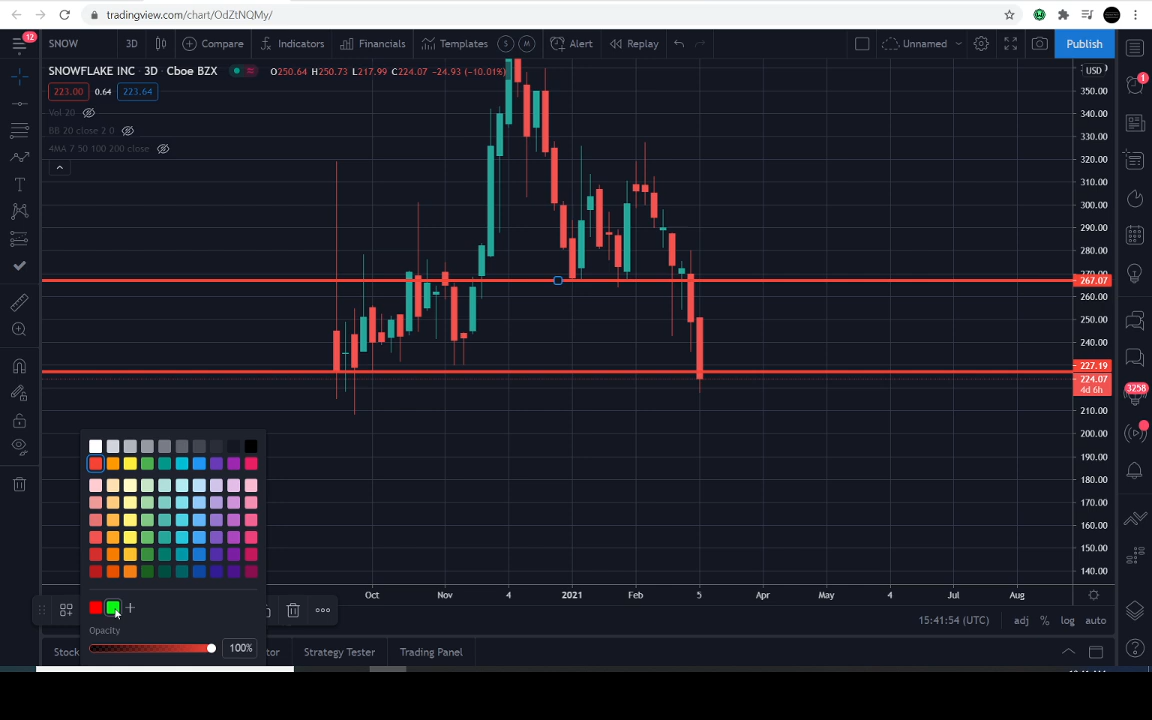 tradingview.com/chart/OdZtNQMy/
12
SNOW
3D
Compare
Indicators
Financials
Templates
S
M
Alert
Replay
Unnamed
Publish
SNOWFLAKE INC · 3D · Cboe BZX
O250.64 H250.73 L217.99 C224.07 -24.93 (-10.01%)
USD
1
223.00
0.64
223.64
Vol 20
BB 20 close 2 0
4MA 7 50 100 200 close
350.00
340.00
330.00
320.00
310.00
300.00
290.00
280.00
270.00
267.07
260.00
250.00
240.00
227.19
224.07
4d 6h
210.00
200.00
190.00
180.00
170.00
160.00
150.00
140.00
3258
Oct
Nov
4
2021
Feb
5
Apr
May
4
Jul
Aug
Opacity
100%
15:41:54 (UTC)
adj
%
log
auto
Stock
tor
Strategy Tester
Trading Panel